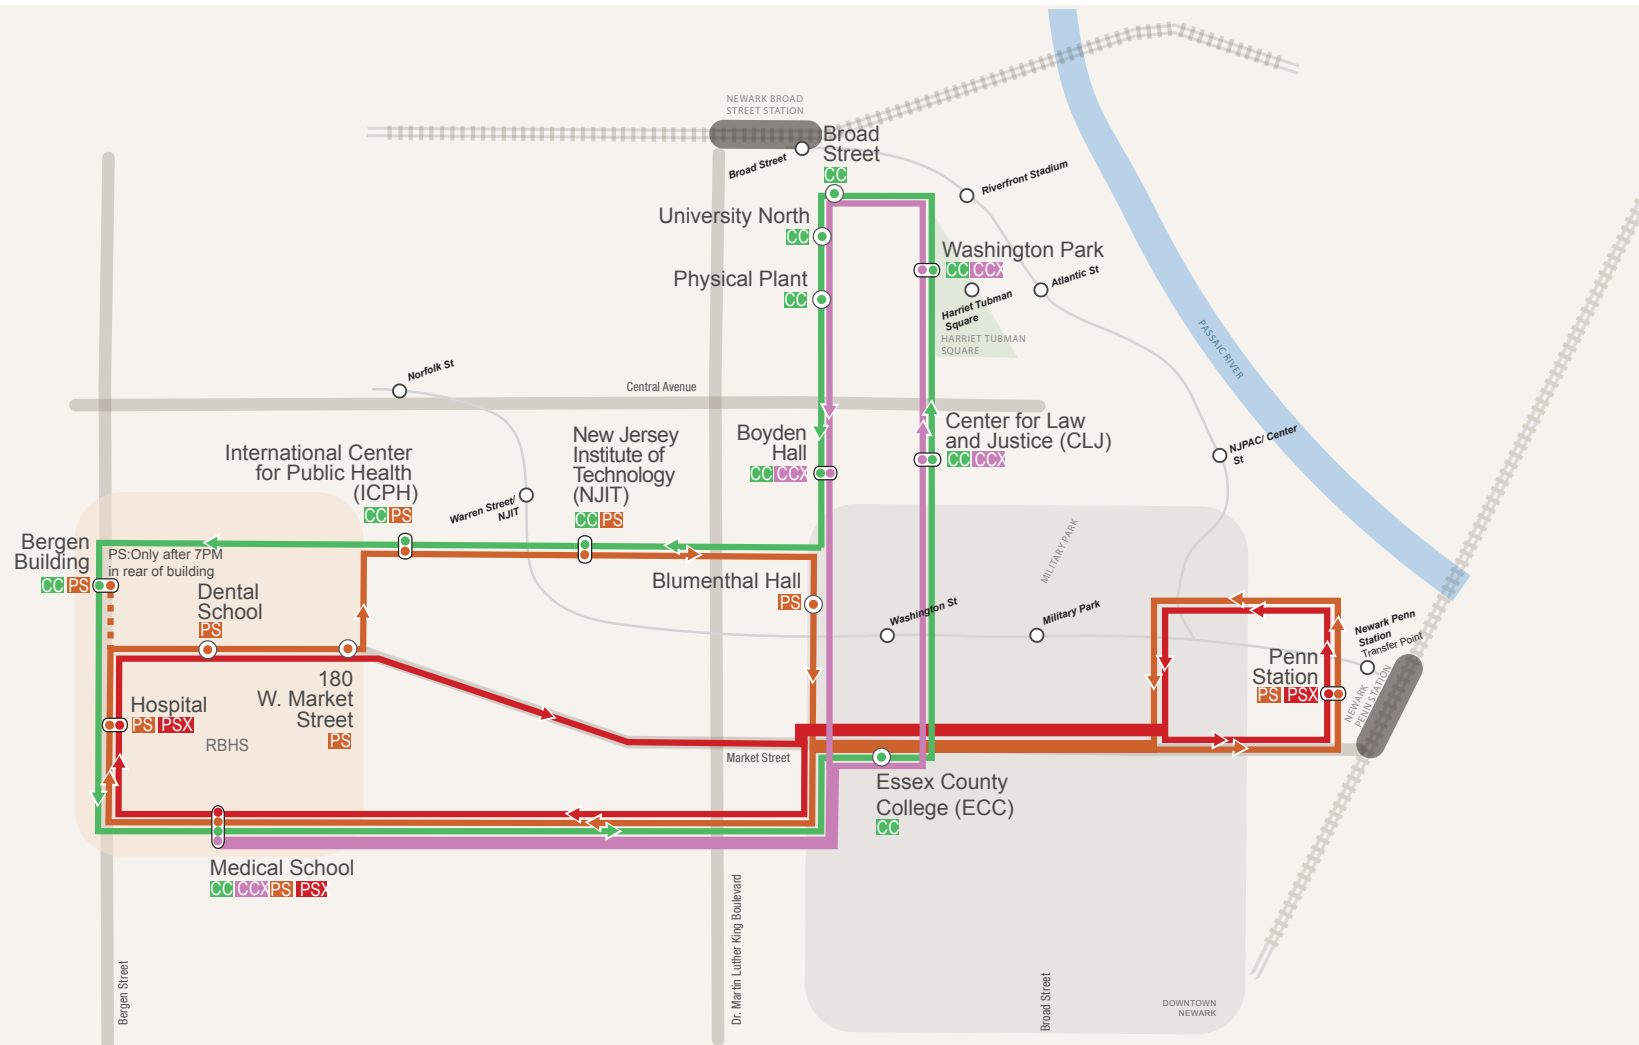 NEWARK BROAD
STREET STATION
Broad
Street
CC
Broad Street
Riverfront Stadium
University North
CC
Washington Park
CC CCX
Physical Plant
CC
Atlantic St
Harriet Tubman
Square
HARRIET TUBMAN
SQUARE
PASSAIC RIVER
Norfolk St
Central Avenue
Center for Law
and Justice (CLJ)
CC CCX
Boyden
Hall
CC CCX
New Jersey
Institute of
Technology
(NJIT)
CC PS
International Center
for Public Health
(ICPH)
CC PS
NJPAC/ Center
St
Warren Street/
NJIT
MILITARY PARK
Bergen
Building
CC PS
PS:Only after 7PM
in rear of building
Dental
School
PS
Blumenthal Hall
PS
Washington St
Military Park
Newark Penn
Station
Transfer Point
Penn
Station
PS PSX
NEWARK
PENN STATION
180
W. Market
Street
PS
Hospital
PS PSX
RBHS
Market Street
Essex County
College (ECC)
CC
Medical School
CC CCX PS PSX
Bergen Street
Dr. Martin Luther King Boulevard
Broad Street
DOWNTOWN
NEWARK